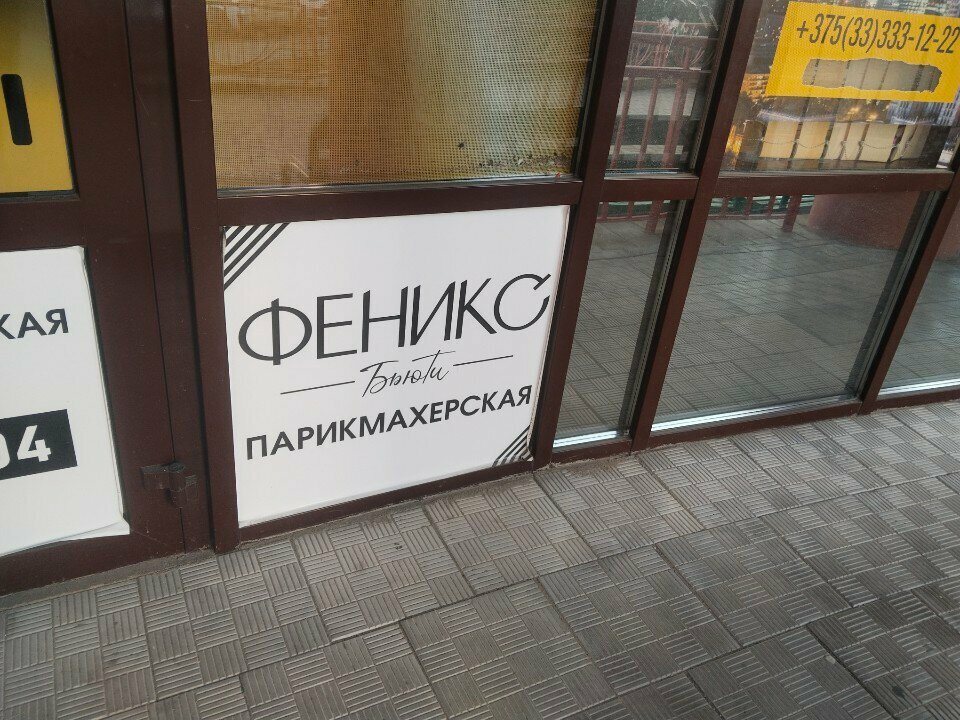 +375(33)333-12-22
КАЯ
04
ФЕНИКС
Бьюти
ПАРИКМАХЕРСКАЯ